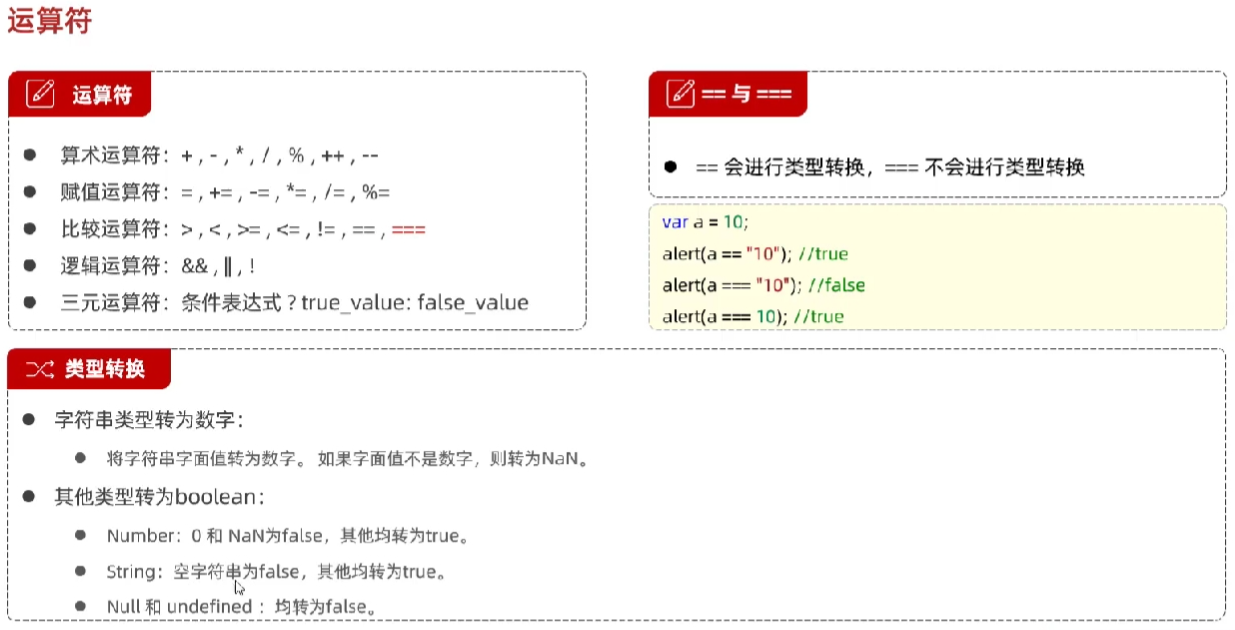 运算符
运算符
算术运算符：+ , - , * , / , % , ++ , --
赋值运算符：= , += , -= , *= , /= , %=
比较运算符：> , < , >= , <= , != , == , ===
逻辑运算符：&& , || , !
三元运算符：条件表达式 ? true_value: false_value
== 与 ===
== 会进行类型转换，=== 不会进行类型转换
var a = 10;
alert(a == "10"); //true
alert(a === "10"); //false
alert(a === 10); //true
类型转换
字符串类型转为数字：
将字符串字面值转为数字。 如果字面值不是数字，则转为NaN。
其他类型转为boolean：
Number：0 和 NaN为false，其他均转为true。
String：空字符串为false，其他均转为true。
Null 和 undefined ：均转为false。